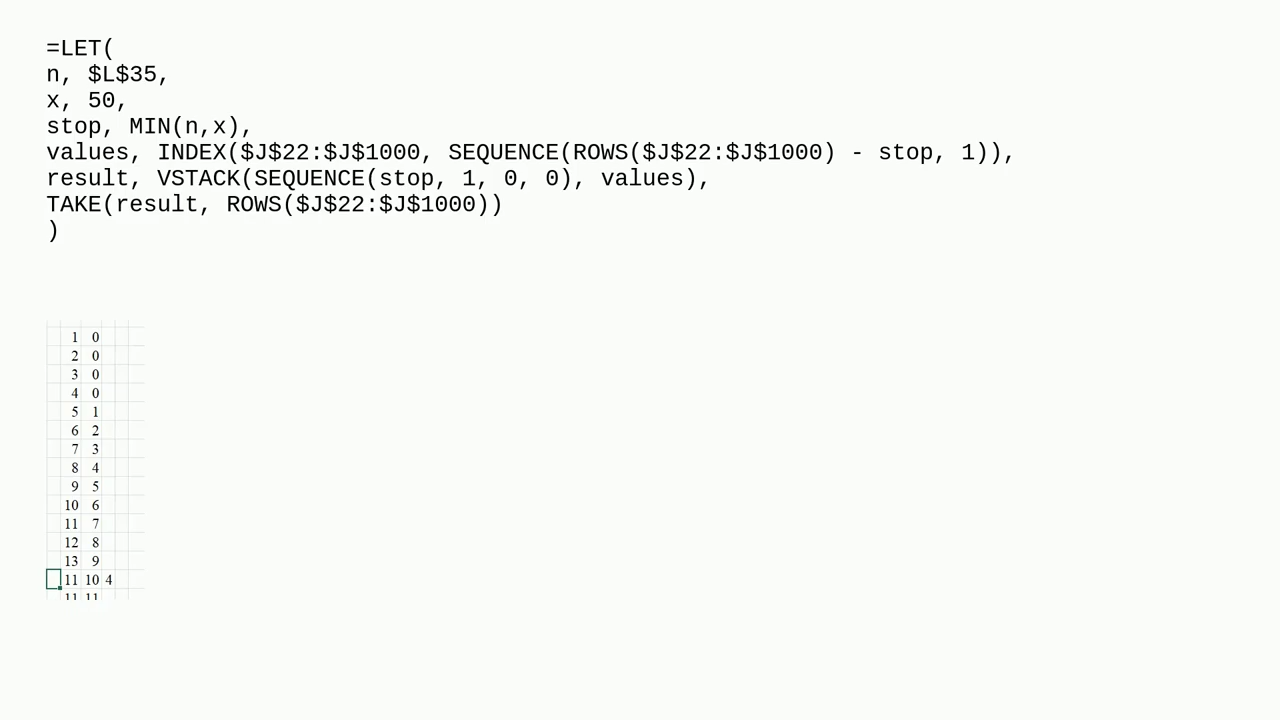 =LET(
n, $L$35,
x, 50,
stop, MIN(n,x),
values, INDEX($J$22:$J$1000, SEQUENCE(ROWS($J$22:$J$1000) - stop, 1)),
result, VSTACK(SEQUENCE(stop, 1, 0, 0), values),
TAKE(result, ROWS($J$22:$J$1000))
)
1 0
2 0
3 0
4 0
5 1
6 2
7 3
8 4
9 5
10 6
11 7
12 8
13 9
11 10 4
11 11